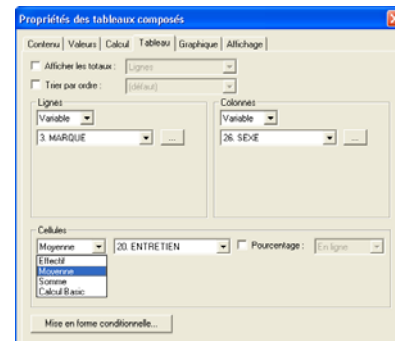 Propriétés des tableaux composés
Contenu Valeurs Calcul Tableau Graphique Affichage
Afficher les totaux : Lignes
Trier par ordre : (défaut)
Lignes Colonnes
Variable Variable
3. MARQUE ... 26. SEXE ...
Cellules
Moyenne 20. ENTRETIEN Pourcentage : En ligne
Effectif
Moyenne
Somme
Calcul Basic
Mise en forme conditionnelle...